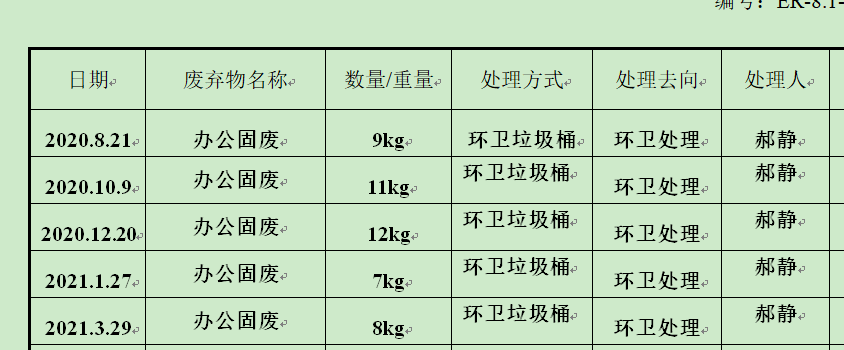 编号：ER-8.1-
日期 废弃物名称 数量/重量 处理方式 处理去向 处理人
2020.8.21 办公固废 9kg 环卫垃圾桶 环卫处理 郝静
2020.10.9 办公固废 11kg 环卫垃圾桶 环卫处理 郝静
2020.12.20 办公固废 12kg 环卫垃圾桶 环卫处理 郝静
2021.1.27 办公固废 7kg 环卫垃圾桶 环卫处理 郝静
2021.3.29 办公固废 8kg 环卫垃圾桶 环卫处理 郝静